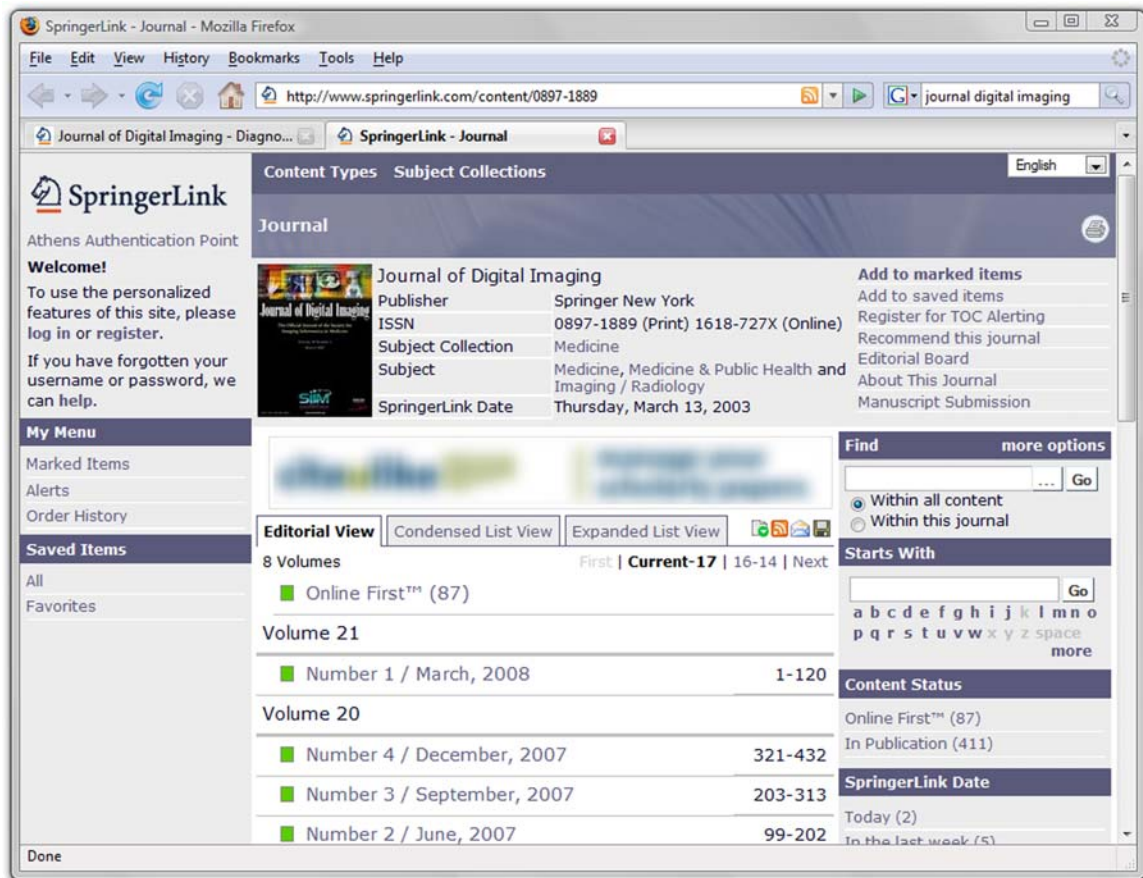 SpringerLink - Journal - Mozilla Firefox
File Edit View History Bookmarks Tools Help
http://www.springerlink.com/content/0897-1889
G journal digital imaging
Journal of Digital Imaging - Diagno...
SpringerLink - Journal
SpringerLink
Athens Authentication Point
Welcome!
To use the personalized
features of this site, please
log in or register.
If you have forgotten your
username or password, we
can help.
My Menu
Marked Items
Alerts
Order History
Saved Items
All
Favorites
Content Types Subject Collections
English
Journal
Journal of Digital Imaging
SiiM
Journal of Digital Imaging
Publisher Springer New York
ISSN 0897-1889 (Print) 1618-727X (Online)
Subject Collection Medicine
Subject Medicine, Medicine & Public Health and
Imaging / Radiology
SpringerLink Date Thursday, March 13, 2003
Add to marked items
Add to saved items
Register for TOC Alerting
Recommend this journal
Editorial Board
About This Journal
Manuscript Submission
Editorial View Condensed List View Expanded List View
8 Volumes First | Current-17 | 16-14 | Next
Online First™ (87)
Volume 21
Number 1 / March, 2008 1-120
Volume 20
Number 4 / December, 2007 321-432
Number 3 / September, 2007 203-313
Number 2 / June, 2007 99-202
Find more options
... Go
Within all content
Within this journal
Starts With
Go
a b c d e f g h i j k l m n o
p q r s t u v w x y z space
more
Content Status
Online First™ (87)
In Publication (411)
SpringerLink Date
Today (2)
In the last week (5)
Done